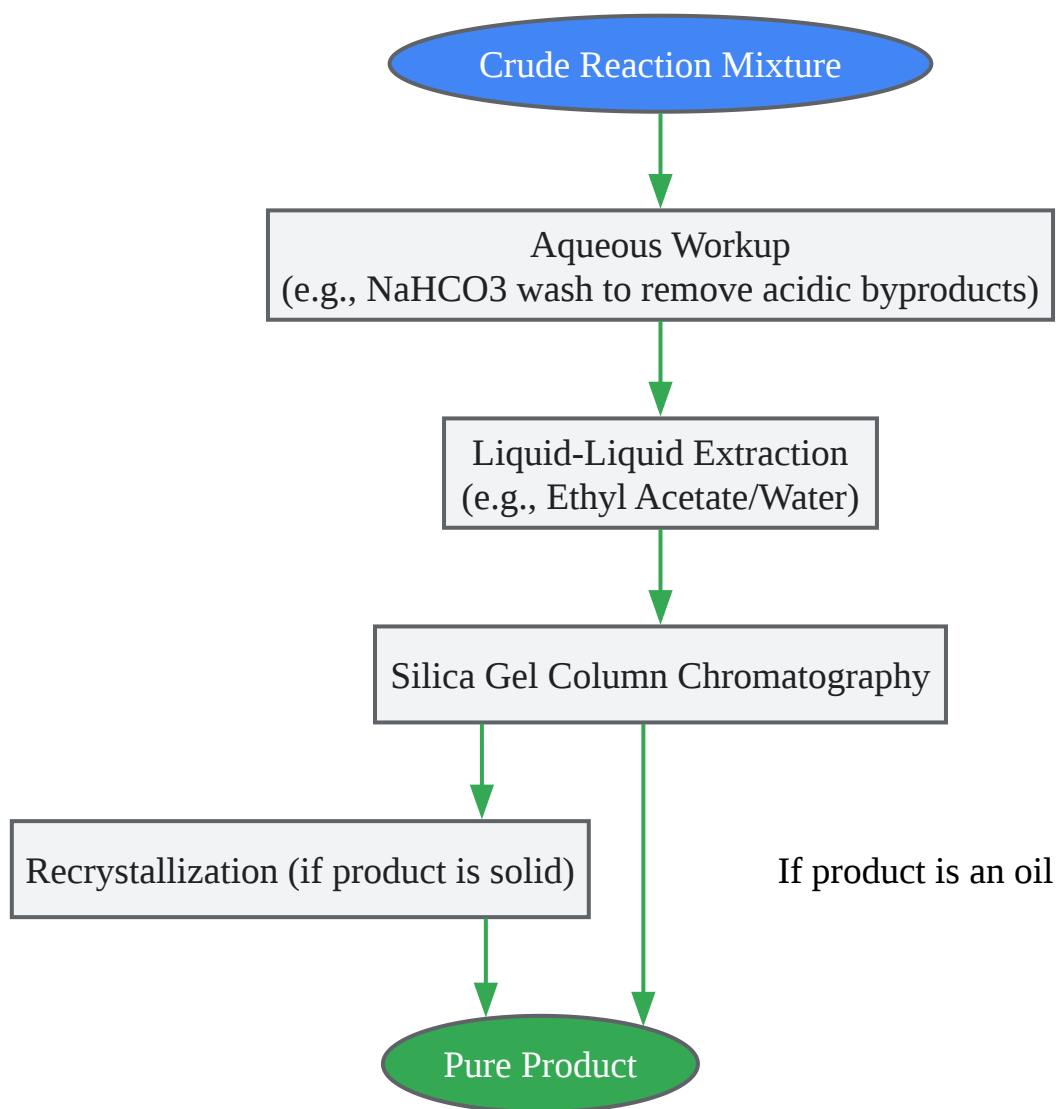 Crude Reaction Mixture
Aqueous Workup
(e.g., NaHCO3 wash to remove acidic byproducts)
Liquid-Liquid Extraction
(e.g., Ethyl Acetate/Water)
Silica Gel Column Chromatography
Recrystallization (if product is solid)
If product is an oil
Pure Product